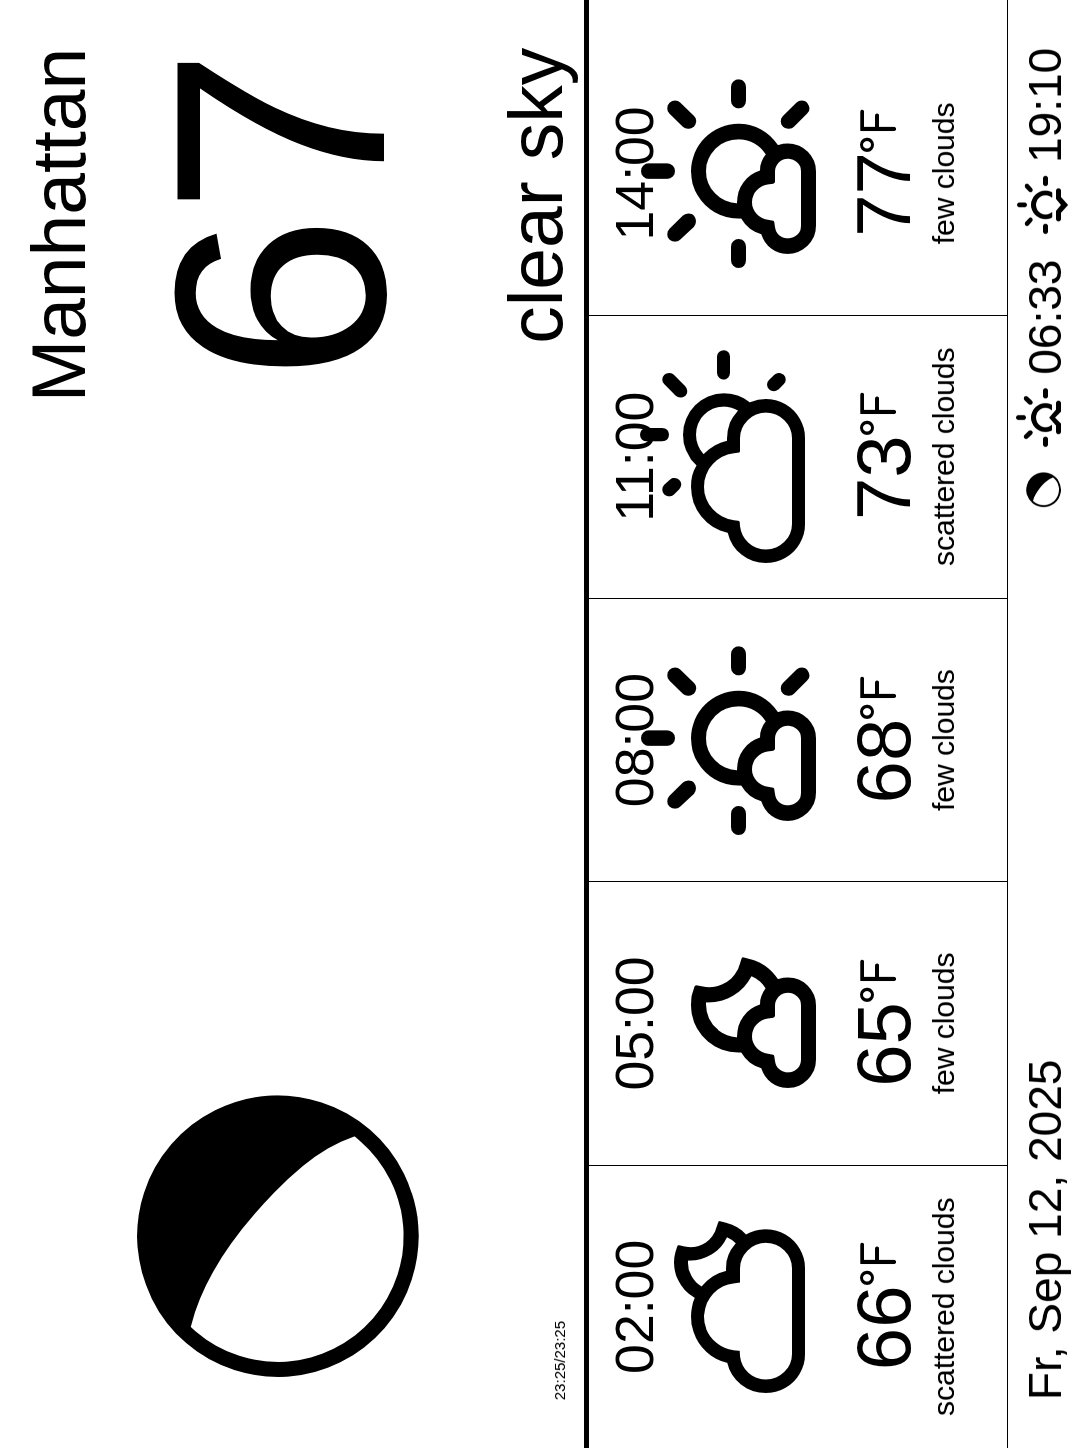 Manhattan
67
clear sky
23:25/23:25
02:00
66°F
scattered clouds
05:00
65°F
few clouds
08:00
68°F
few clouds
11:00
73°F
scattered clouds
14:00
77°F
few clouds
Fr, Sep 12, 2025
06:33 19:10